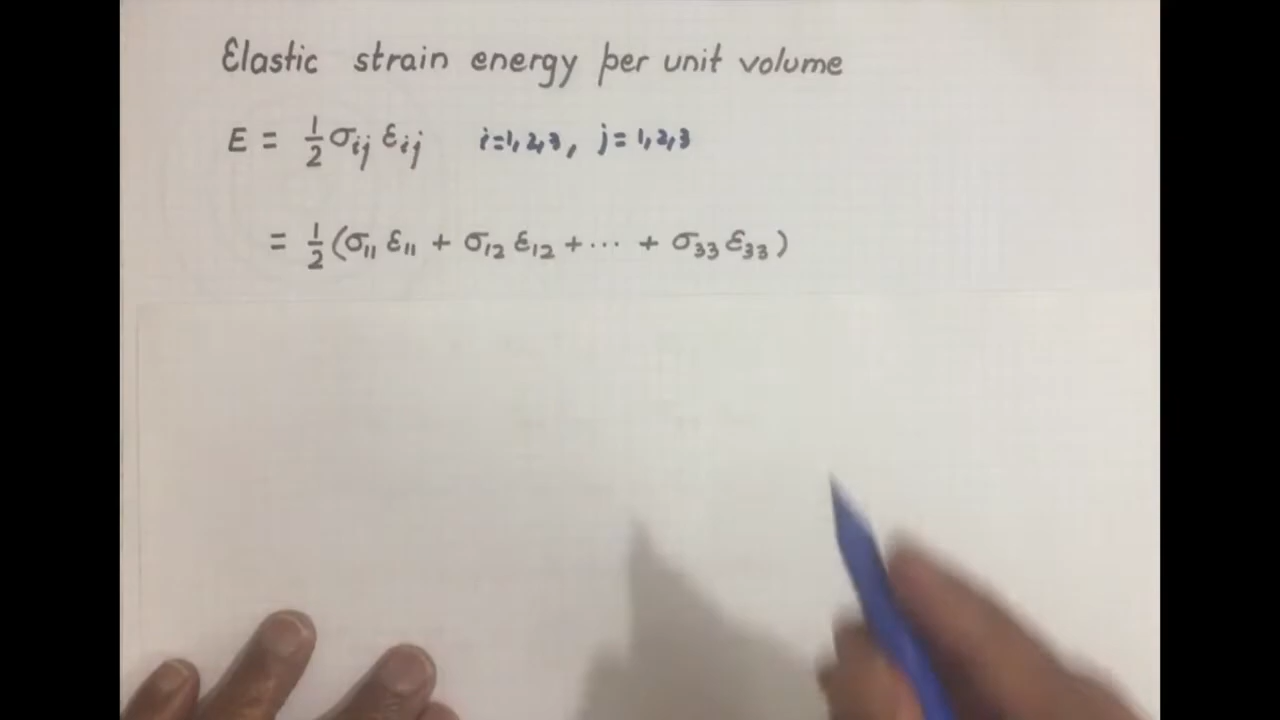 Elastic strain energy per unit volume
E = 1/2 σij εij i=1,2,3, j=1,2,3
= 1/2 (σ11 ε11 + σ12 ε12 + ... + σ33 ε33)